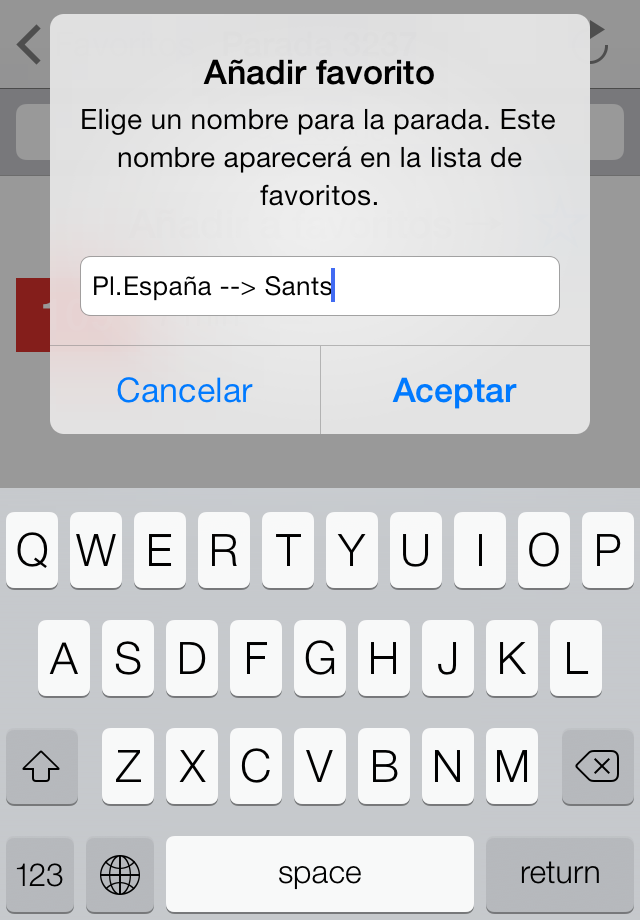 Añadir favorito
Elige un nombre para la parada. Este
nombre aparecerá en la lista de
favoritos.
Pl.España --> Sants
Cancelar Aceptar
Q W E R T Y U I O P
A S D F G H J K L
Z X C V B N M
123 space return